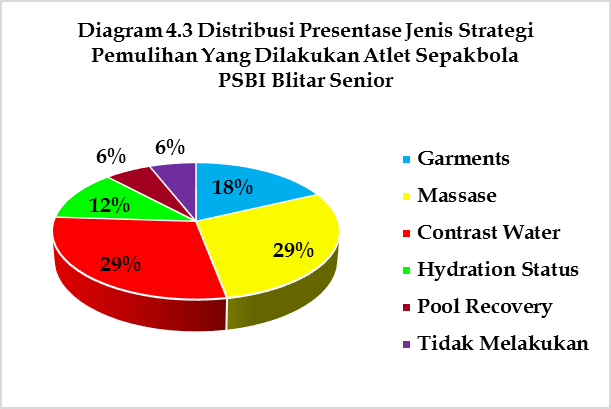 Diagram 4.3 Distribusi Presentase Jenis Strategi
Pemulihan Yang Dilakukan Atlet Sepakbola
PSBI Blitar Senior
6%
6%
18%
12%
29%
29%
Garments
Massase
Contrast Water
Hydration Status
Pool Recovery
Tidak Melakukan